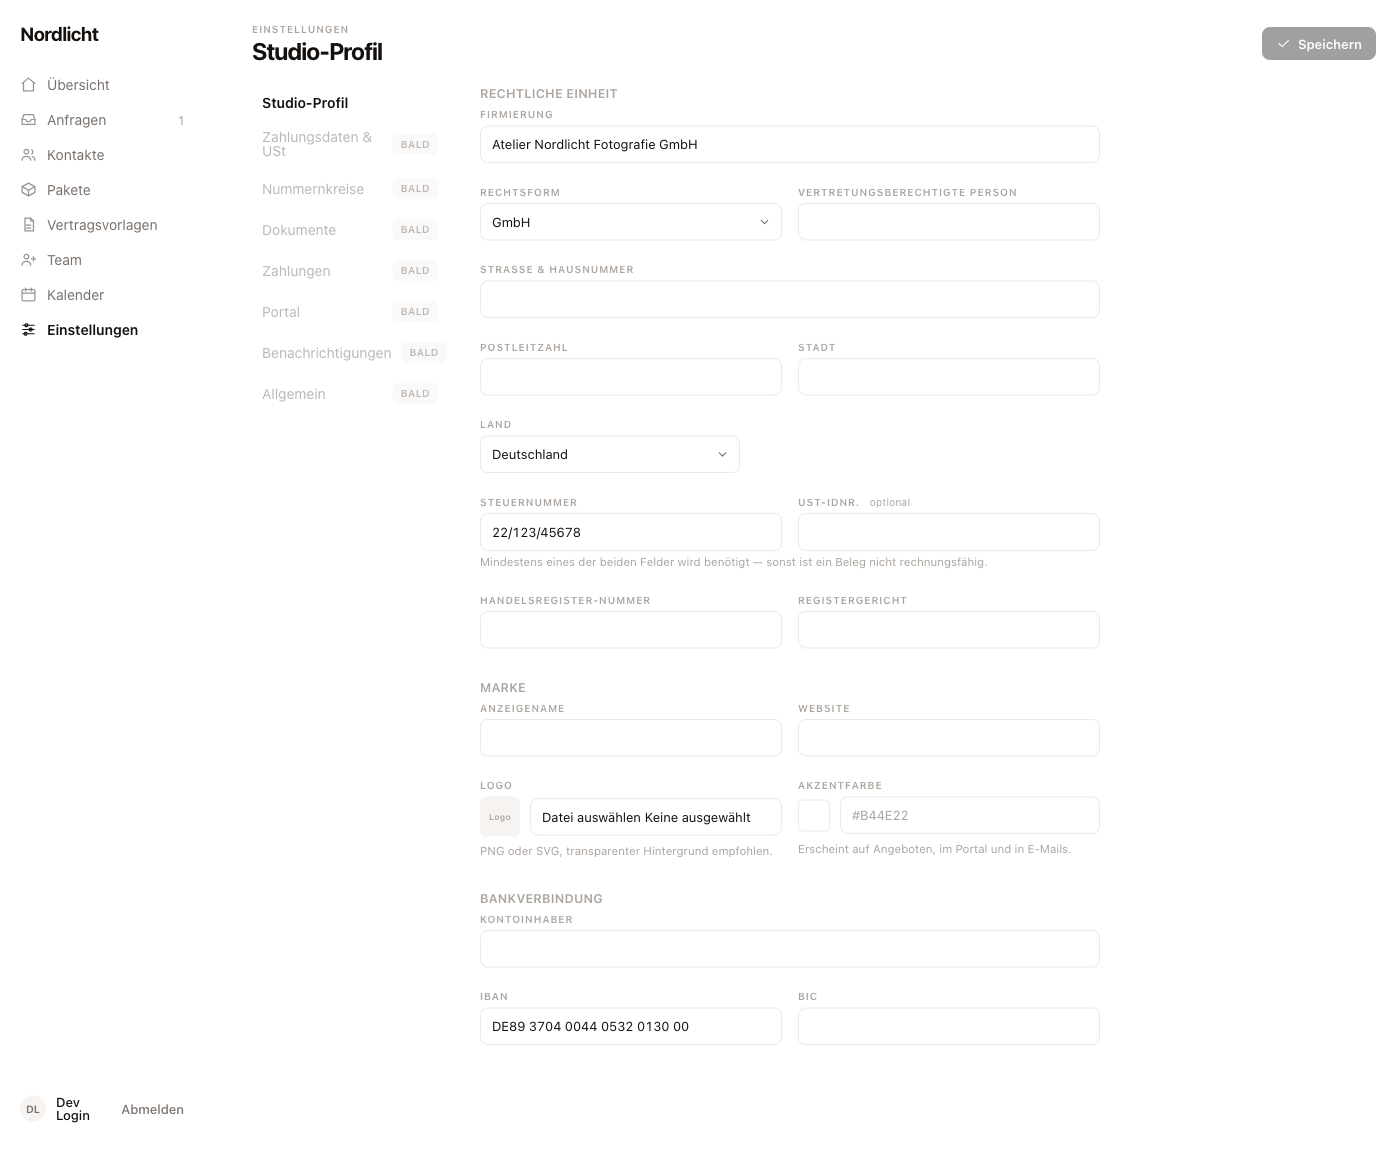 Nordlicht
Übersicht
Anfragen 1
Kontakte
Pakete
Vertragsvorlagen
Team
Kalender
Einstellungen
DL
Dev
Login
Abmelden
EINSTELLUNGEN
Studio-Profil
Speichern
Studio-Profil
Zahlungsdaten &
USt
BALD
Nummernkreise BALD
Dokumente BALD
Zahlungen BALD
Portal BALD
Benachrichtigungen BALD
Allgemein BALD
RECHTLICHE EINHEIT
FIRMIERUNG
Atelier Nordlicht Fotografie GmbH
RECHTSFORM
GmbH
VERTRETUNGSBERECHTIGTE PERSON
STRASSE & HAUSNUMMER
POSTLEITZAHL
STADT
LAND
Deutschland
STEUERNUMMER
22/123/45678
UST-IDNR. optional
Mindestens eines der beiden Felder wird benötigt — sonst ist ein Beleg nicht rechnungsfähig.
HANDELSREGISTER-NUMMER
REGISTERGERICHT
MARKE
ANZEIGENAME
WEBSITE
LOGO
Logo
Datei auswählen Keine ausgewählt
PNG oder SVG, transparenter Hintergrund empfohlen.
AKZENTFARBE
#B44E22
Erscheint auf Angeboten, im Portal und in E-Mails.
BANKVERBINDUNG
KONTOINHABER
IBAN
DE89 3704 0044 0532 0130 00
BIC